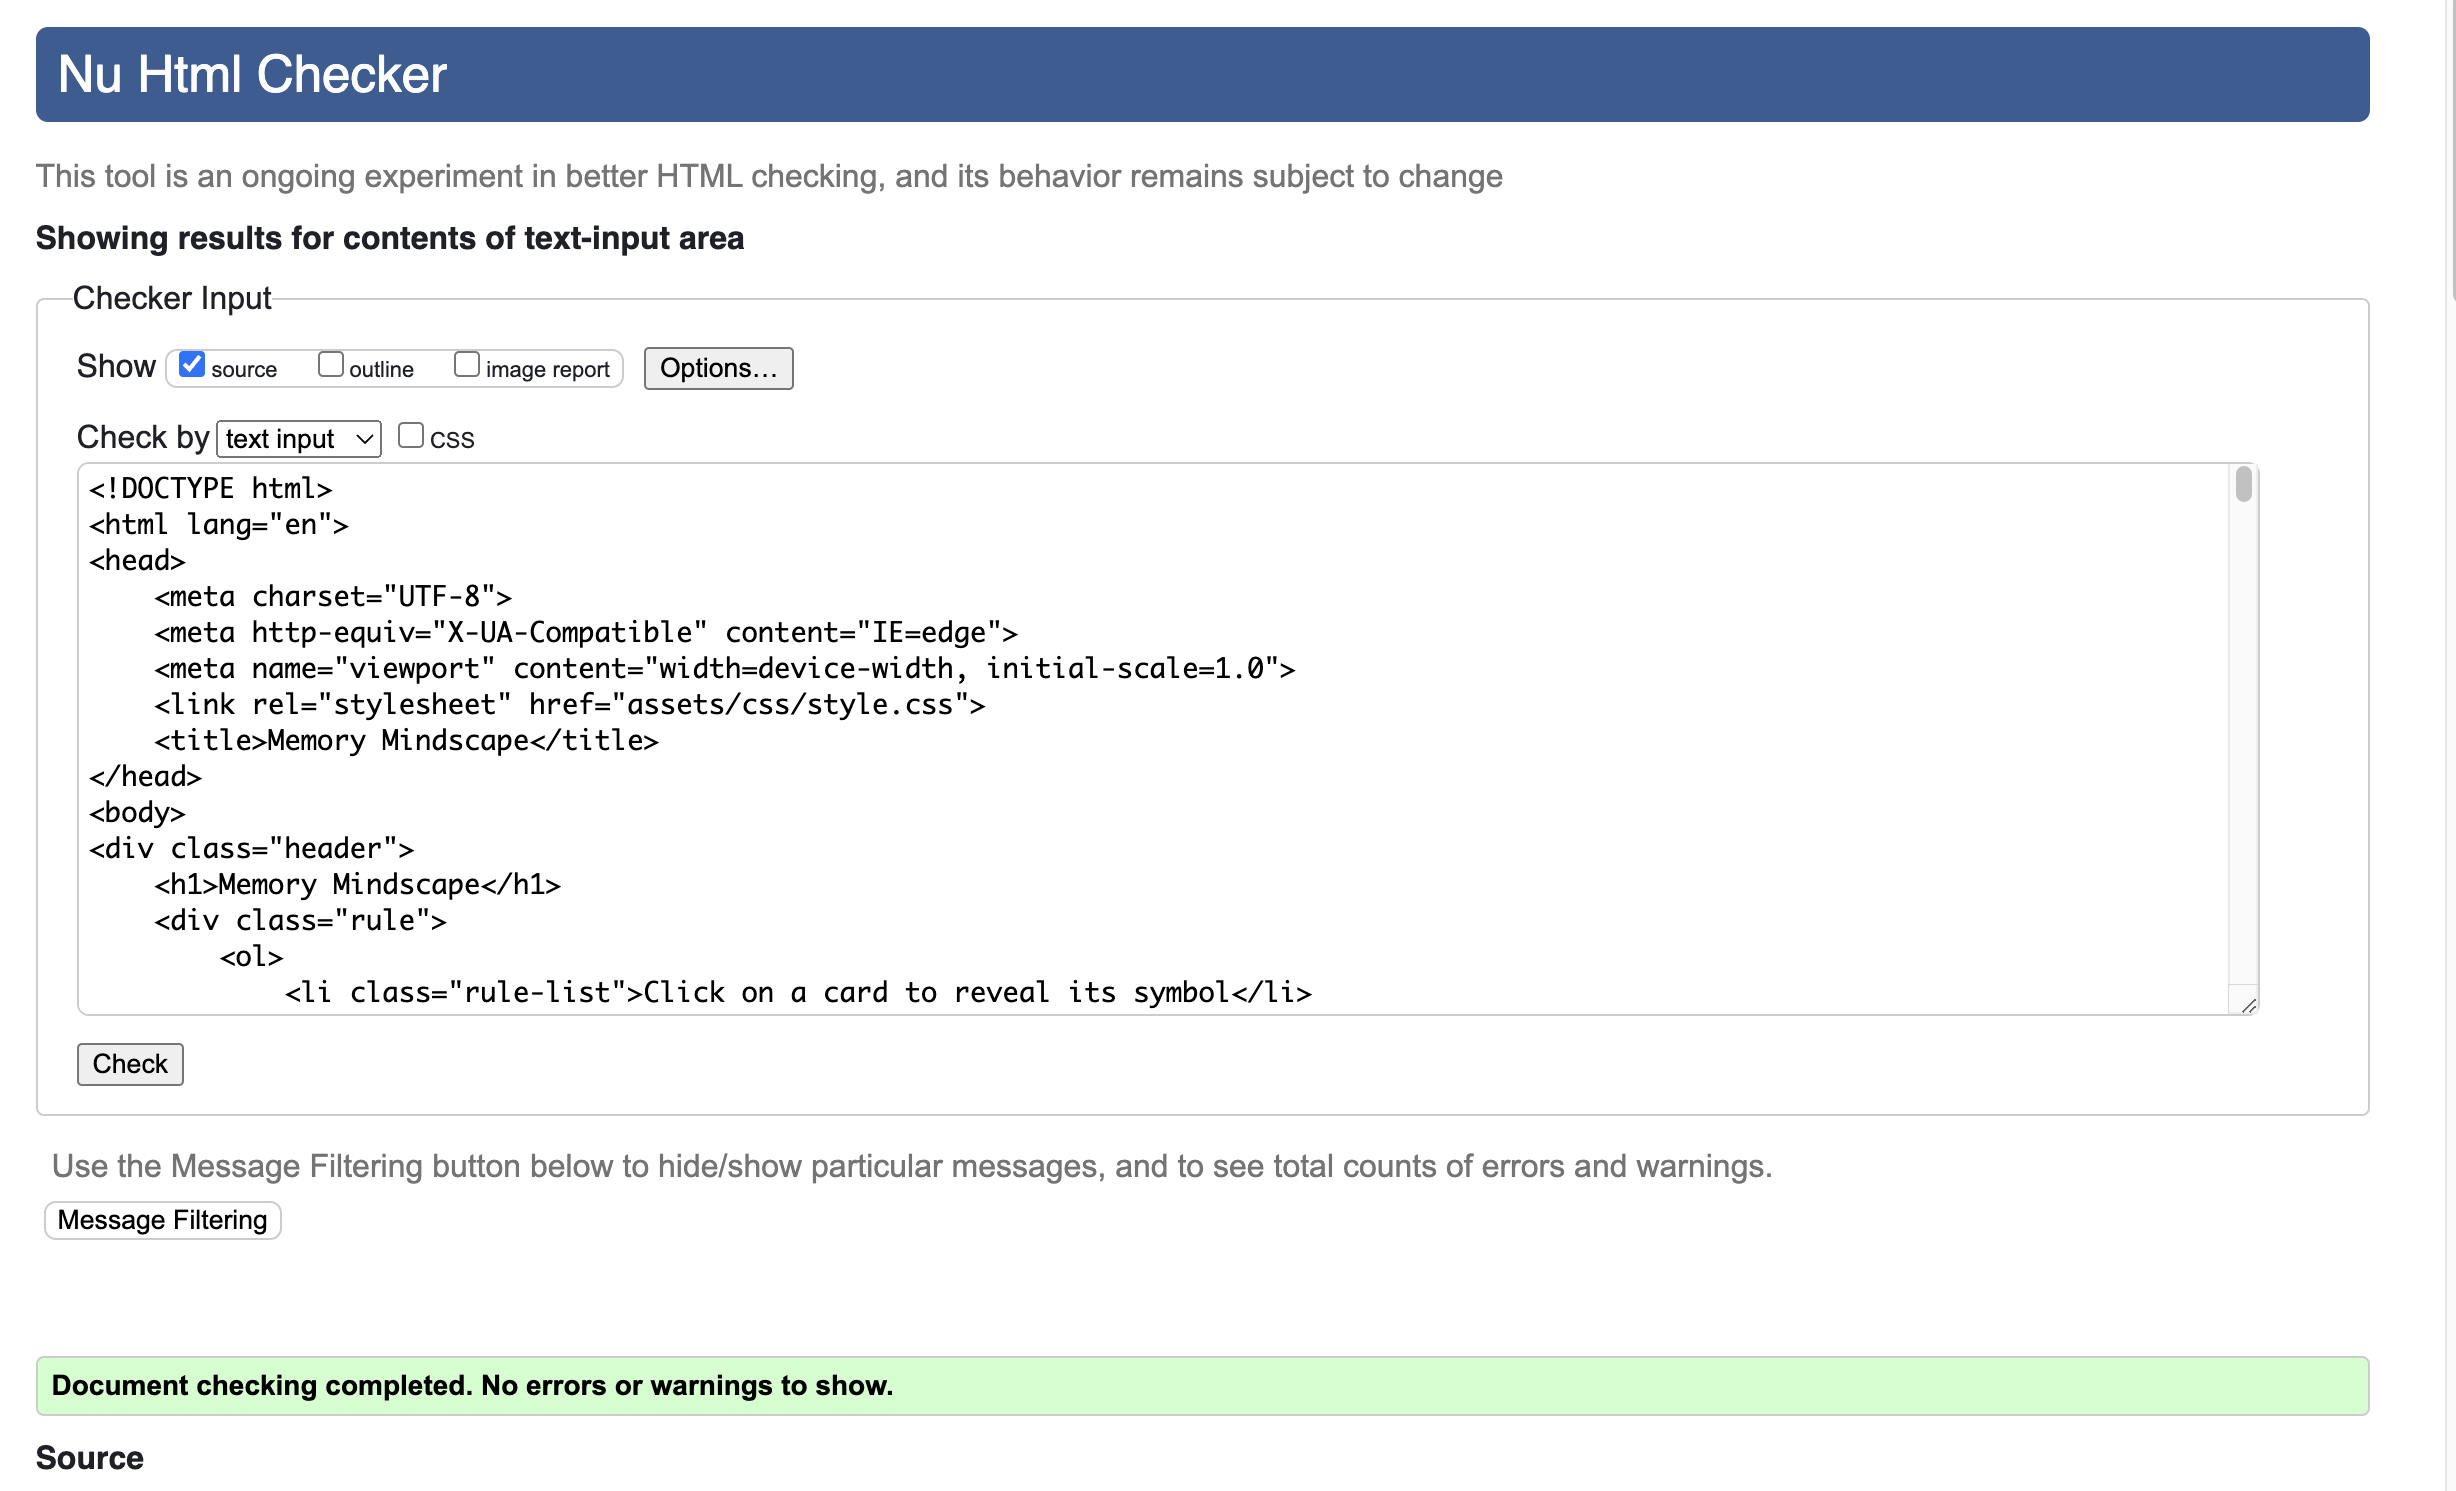 Nu Html Checker
This tool is an ongoing experiment in better HTML checking, and its behavior remains subject to change
Showing results for contents of text-input area
Checker Input
Show source outline image report Options...
Check by text input CSS
<!DOCTYPE html>
<html lang="en">
<head>
    <meta charset="UTF-8">
    <meta http-equiv="X-UA-Compatible" content="IE=edge">
    <meta name="viewport" content="width=device-width, initial-scale=1.0">
    <link rel="stylesheet" href="assets/css/style.css">
    <title>Memory Mindscape</title>
</head>
<body>
<div class="header">
    <h1>Memory Mindscape</h1>
    <div class="rule">
        <ol>
            <li class="rule-list">Click on a card to reveal its symbol</li>
Check
Use the Message Filtering button below to hide/show particular messages, and to see total counts of errors and warnings.
Message Filtering
Document checking completed. No errors or warnings to show.
Source